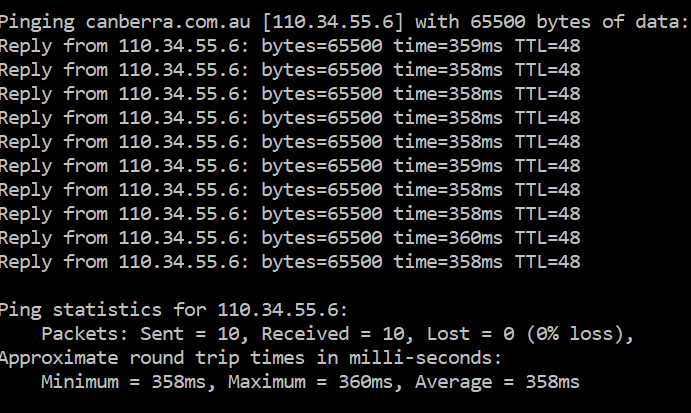 Pinging canberra.com.au [110.34.55.6] with 65500 bytes of data:
Reply from 110.34.55.6: bytes=65500 time=359ms TTL=48
Reply from 110.34.55.6: bytes=65500 time=358ms TTL=48
Reply from 110.34.55.6: bytes=65500 time=358ms TTL=48
Reply from 110.34.55.6: bytes=65500 time=358ms TTL=48
Reply from 110.34.55.6: bytes=65500 time=358ms TTL=48
Reply from 110.34.55.6: bytes=65500 time=359ms TTL=48
Reply from 110.34.55.6: bytes=65500 time=358ms TTL=48
Reply from 110.34.55.6: bytes=65500 time=358ms TTL=48
Reply from 110.34.55.6: bytes=65500 time=360ms TTL=48
Reply from 110.34.55.6: bytes=65500 time=358ms TTL=48

Ping statistics for 110.34.55.6:
    Packets: Sent = 10, Received = 10, Lost = 0 (0% loss),
Approximate round trip times in milli-seconds:
    Minimum = 358ms, Maximum = 360ms, Average = 358ms